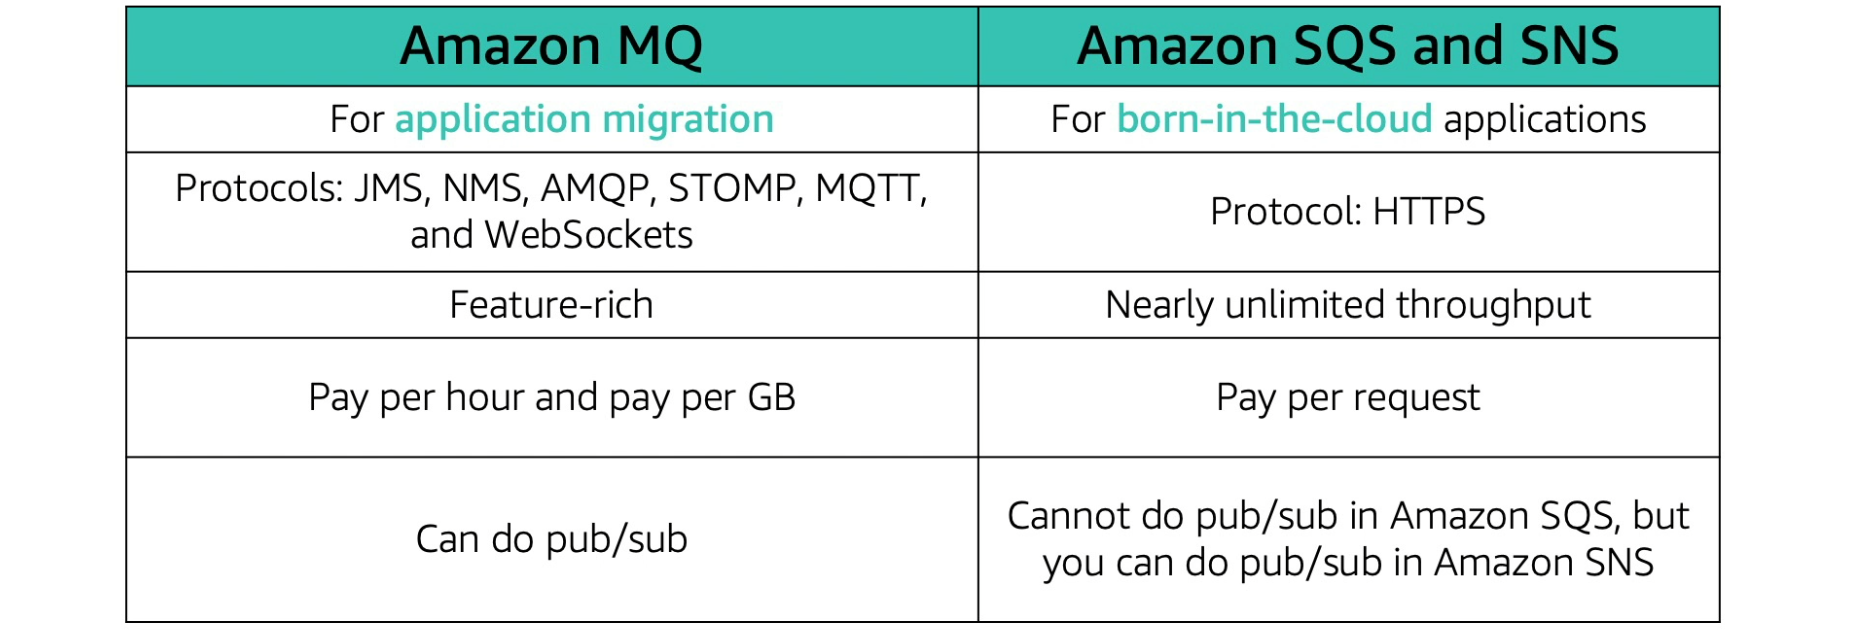 Amazon MQ
Amazon SQS and SNS
For application migration
For born-in-the-cloud applications
Protocols: JMS, NMS, AMQP, STOMP, MQTT,
and WebSockets
Protocol: HTTPS
Feature-rich
Nearly unlimited throughput
Pay per hour and pay per GB
Pay per request
Can do pub/sub
Cannot do pub/sub in Amazon SQS, but
you can do pub/sub in Amazon SNS